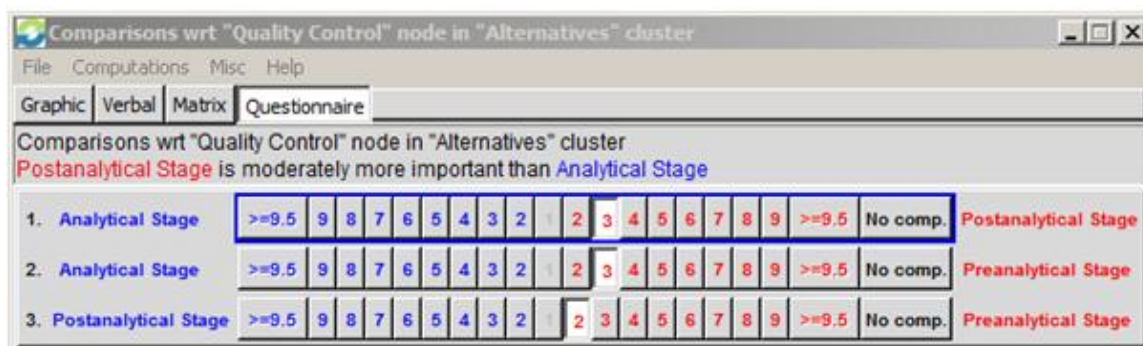 Comparisons wrt "Quality Control" node in "Alternatives" cluster
File Computations Misc Help
Graphic Verbal Matrix Questionnaire
Comparisons wrt "Quality Control" node in "Alternatives" cluster
Postanalytical Stage is moderately more important than Analytical Stage
1. Analytical Stage >=9.5 9 8 7 6 5 4 3 2 1 2 3 4 5 6 7 8 9 >=9.5 No comp. Postanalytical Stage
2. Analytical Stage >=9.5 9 8 7 6 5 4 3 2 1 2 3 4 5 6 7 8 9 >=9.5 No comp. Preanalytical Stage
3. Postanalytical Stage >=9.5 9 8 7 6 5 4 3 2 1 2 3 4 5 6 7 8 9 >=9.5 No comp. Preanalytical Stage